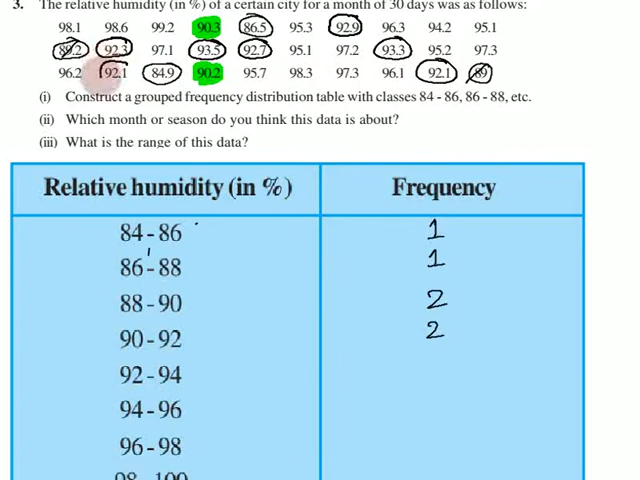 3. The relative humidity (in %) of a certain city for a month of 30 days was as follows:
98.1 98.6 99.2 90.3 86.5 95.3 92.9 96.3 94.2 95.1
89.2 92.3 97.1 93.5 92.7 95.1 97.2 93.3 95.2 97.3
96.2 92.1 84.9 90.2 95.7 98.3 97.3 96.1 92.1 89
(i) Construct a grouped frequency distribution table with classes 84 - 86, 86 - 88, etc.
(ii) Which month or season do you think this data is about?
(iii) What is the range of this data?
Relative humidity (in %) Frequency
84 - 86 1
86 - 88 1
88 - 90 2
90 - 92 2
92 - 94
94 - 96
96 - 98
98 - 100